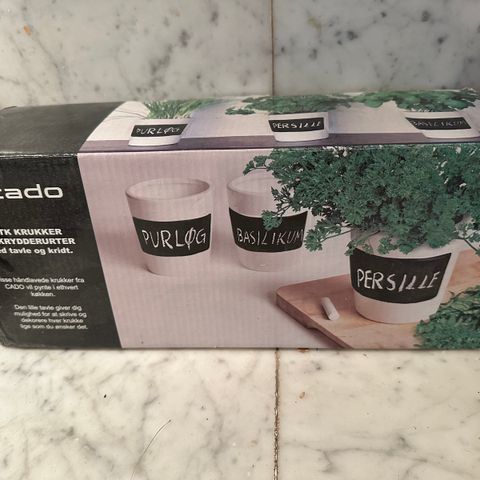 PURLØG
PERSILLE
BASILIKUM
cado
STK KRUKKER
KRYDDERURTER
ed tavle og kridt.
isse håndlavede krukker fra
CADO vil pynte i ethvert
køkken.
Den lille tavle giver dig
mulighed for at skrive og
dekorere hver krukke
lige som du ønsker det.
PURLØG
BASILIKUM
PERSILLE